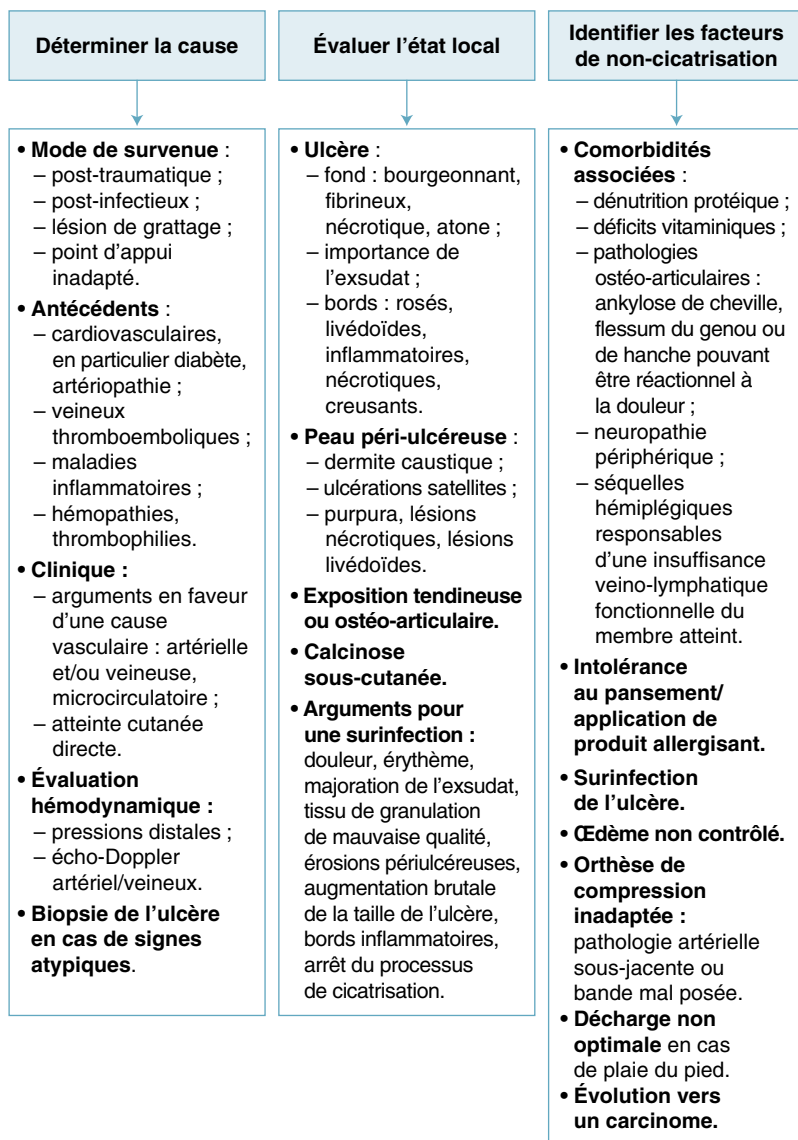 Déterminer la cause
Évaluer l'état local
Identifier les facteurs
de non-cicatrisation
• Mode de survenue :
– post-traumatique ;
– post-infectieux ;
– lésion de grattage ;
– point d'appui
inadapté.
• Antécédents :
– cardiovasculaires,
en particulier diabète,
artériopathie ;
– veineux
thromboemboliques ;
– maladies
inflammatoires ;
– hémopathies,
thrombophilies.
• Clinique :
– arguments en faveur
d'une cause
vasculaire : artérielle
et/ou veineuse,
microcirculatoire ;
– atteinte cutanée
directe.
• Évaluation
hémodynamique :
– pressions distales ;
– écho-Doppler
artériel/veineux.
• Biopsie de l'ulcère
en cas de signes
atypiques.
• Ulcère :
– fond : bourgeonnant,
fibrineux,
nécrotique, atone ;
– importance de
l'exsudat ;
– bords : rosés,
livédoïdes,
inflammatoires,
nécrotiques,
creusants.
• Peau péri-ulcéreuse :
– dermite caustique ;
– ulcérations satellites ;
– purpura, lésions
nécrotiques, lésions
livédoïdes.
• Exposition tendineuse
ou ostéo-articulaire.
• Calcinose
sous-cutanée.
• Arguments pour
une surinfection :
douleur, érythème,
majoration de l'exsudat,
tissu de granulation
de mauvaise qualité,
érosions périulcéreuses,
augmentation brutale
de la taille de l'ulcère,
bords inflammatoires,
arrêt du processus
de cicatrisation.
• Comorbidités
associées :
– dénutrition protéique ;
– déficits vitaminiques ;
– pathologies
ostéo-articulaires :
ankylose de cheville,
flessum du genou ou
de hanche pouvant
être réactionnel à
la douleur ;
– neuropathie
périphérique ;
– séquelles
hémiplégiques
responsables
d'une insuffisance
veino-lymphatique
fonctionnelle du
membre atteint.
• Intolérance
au pansement/
application de
produit allergisant.
• Surinfection
de l'ulcère.
• Œdème non contrôlé.
• Orthèse de
compression
inadaptée :
pathologie artérielle
sous-jacente ou
bande mal posée.
• Décharge non
optimale en cas
de plaie du pied.
• Évolution vers
un carcinome.